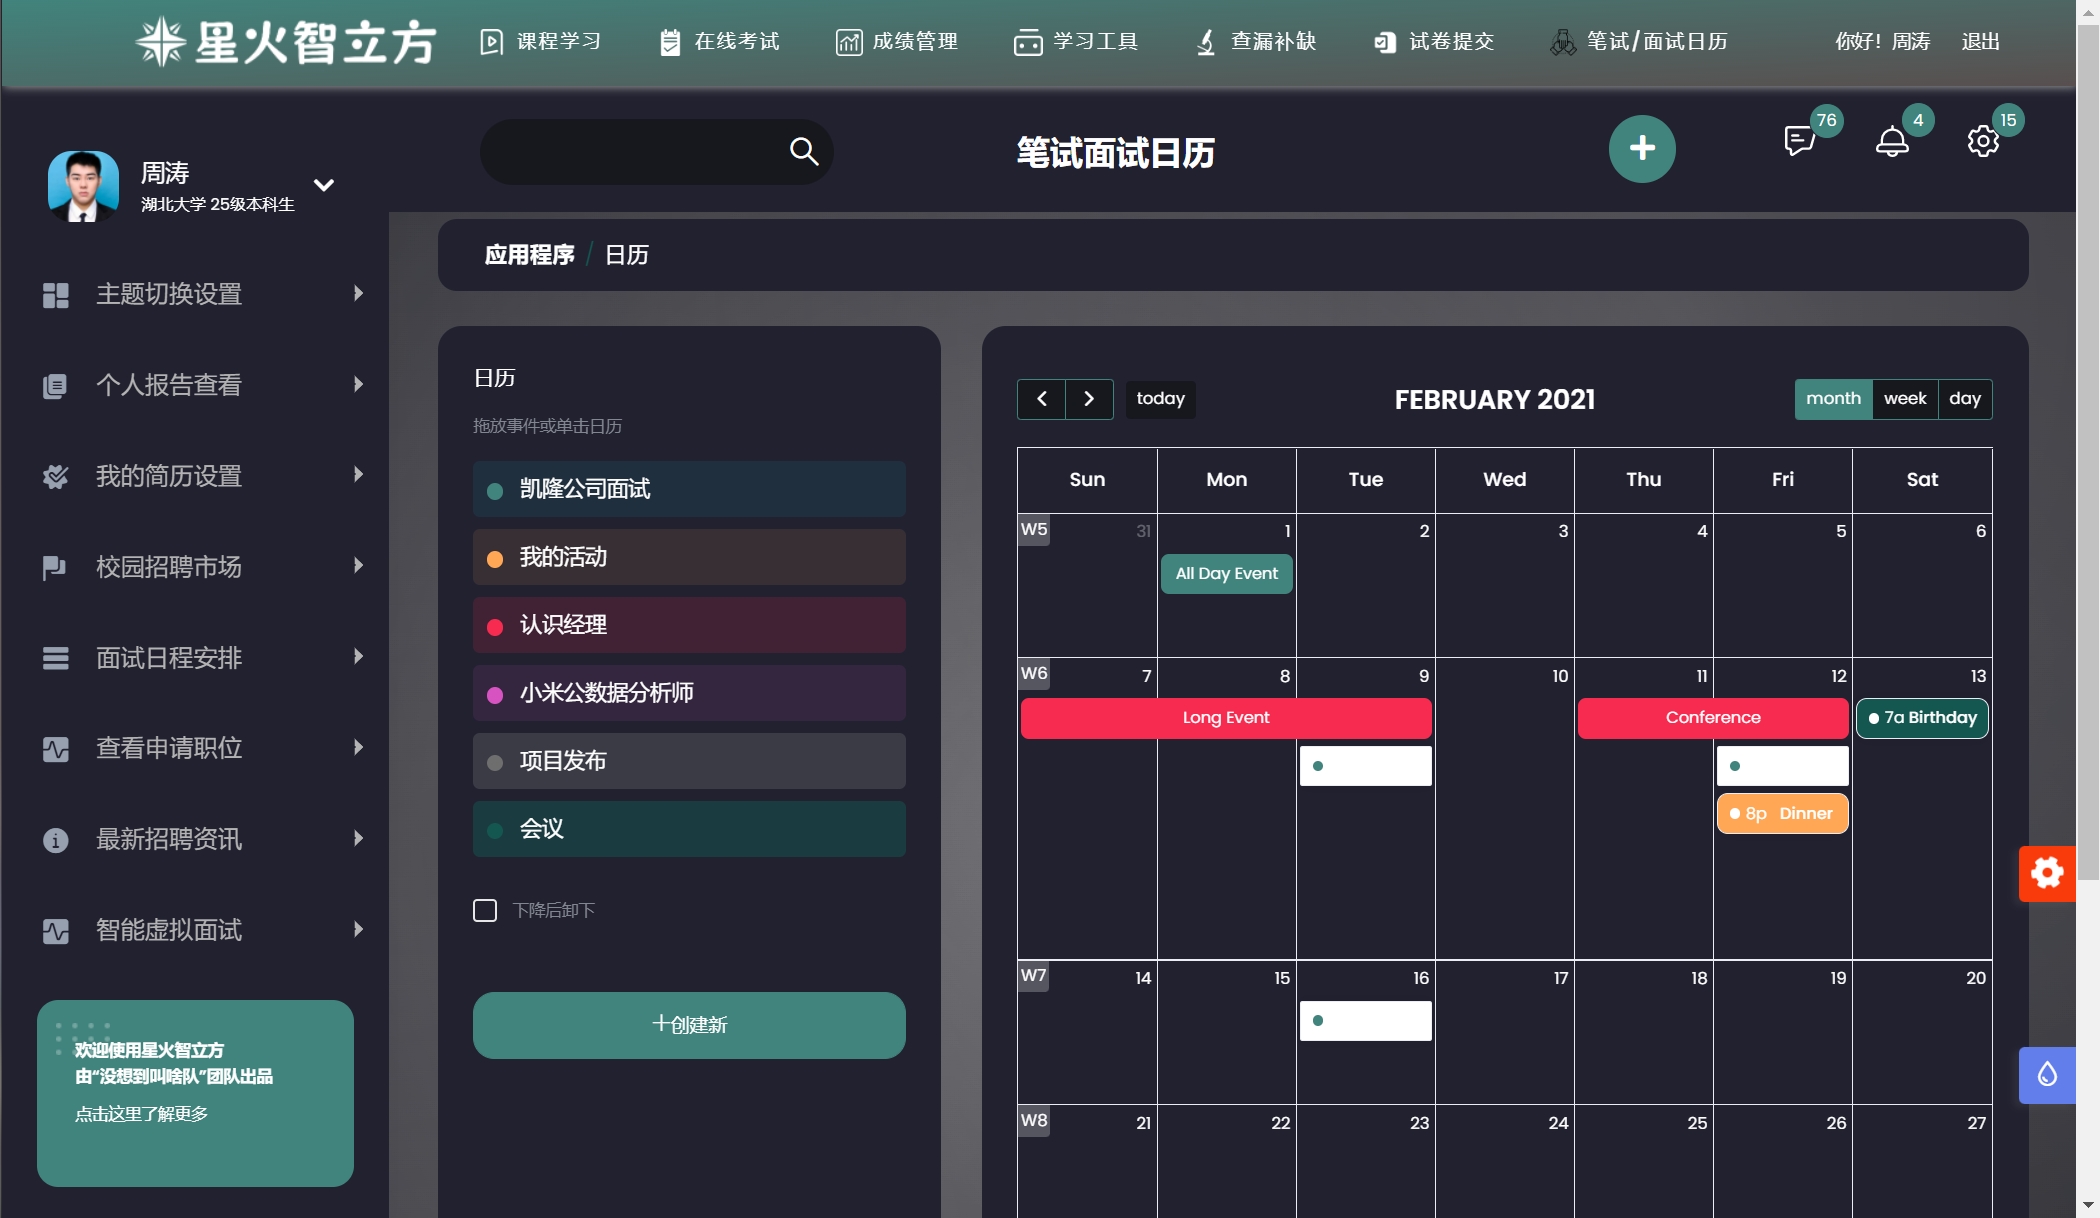 星火智立方 课程学习 在线考试 成绩管理 学习工具 查漏补缺 试卷提交 笔试/面试日历 你好！周涛 退出
周涛
湖北大学 25级本科生
笔试面试日历
76
4
15
主题切换设置
个人报告查看
我的简历设置
校园招聘市场
面试日程安排
查看申请职位
最新招聘资讯
智能虚拟面试
欢迎使用星火智立方
由“没想到叫啥队”团队出品
点击这里了解更多
应用程序 / 日历
日历
拖放事件或单击日历
凯隆公司面试
我的活动
认识经理
小米公数据分析师
项目发布
会议
下降后卸下
十创建新
today
FEBRUARY 2021
month week day
Sun Mon Tue Wed Thu Fri Sat
W5 31 1 2 3 4 5 6
All Day Event
W6 7 8 9 10 11 12 13
Long Event Conference 7a Birthday
8p Dinner
W7 14 15 16 17 18 19 20
W8 21 22 23 24 25 26 27